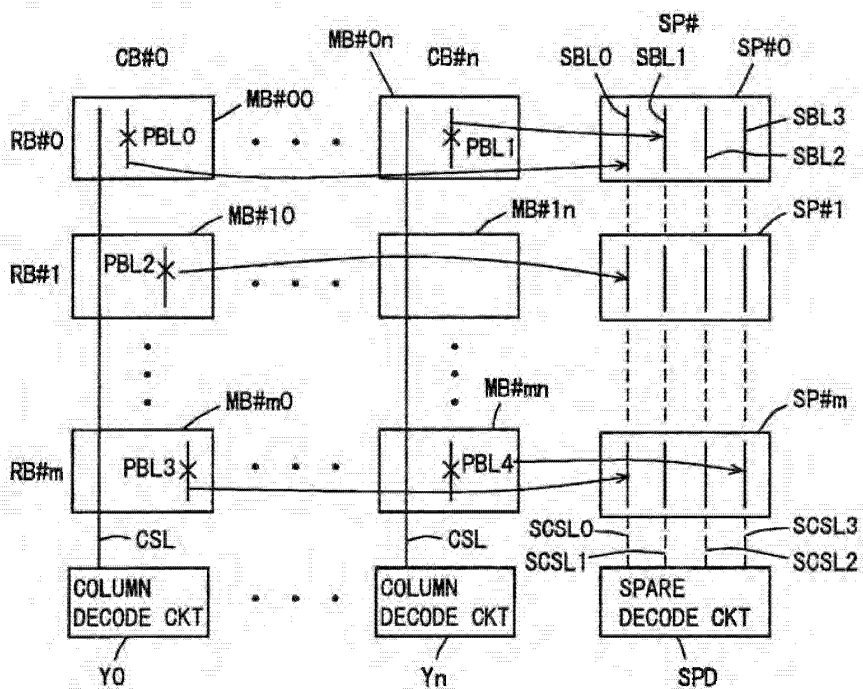 SP#
CB#0 MB#0n CB#n SBL0 SBL1 SP#0
MB#00
RB#0 PBL0 PBL1 SBL3
SBL2
MB#10 MB#1n SP#1
RB#1 PBL2
MB#m0 MB#mn SP#m
RB#m PBL3 PBL4
CSL CSL SCSL0 SCSL3
SCSL1 SCSL2
COLUMN COLUMN SPARE
DECODE CKT DECODE CKT DECODE CKT
Y0 Yn SPD